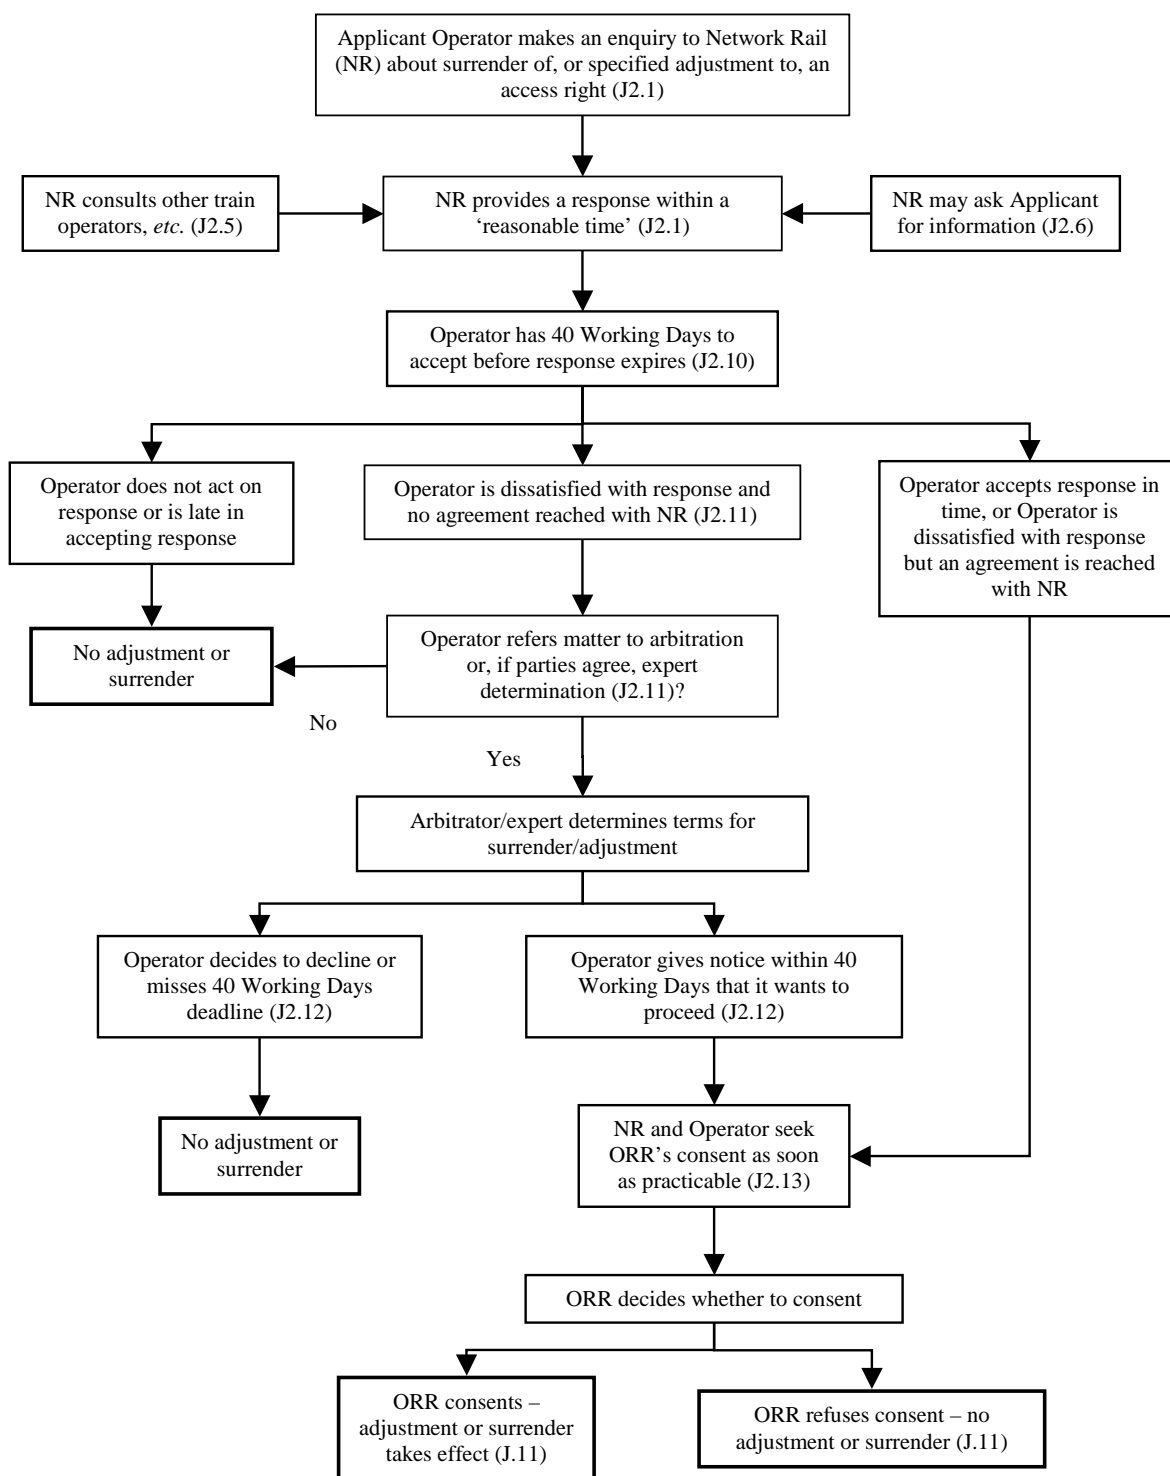 Applicant Operator makes an enquiry to Network Rail
(NR) about surrender of, or specified adjustment to, an
access right (J2.1)
NR consults other train
operators, etc. (J2.5)
NR provides a response within a
‘reasonable time’ (J2.1)
NR may ask Applicant
for information (J2.6)
Operator has 40 Working Days to
accept before response expires (J2.10)
Operator does not act on
response or is late in
accepting response
Operator is dissatisfied with response and
no agreement reached with NR (J2.11)
Operator accepts response in
time, or Operator is
dissatisfied with response
but an agreement is reached
with NR
No adjustment or
surrender
Operator refers matter to arbitration
or, if parties agree, expert
determination (J2.11)?
No
Yes
Arbitrator/expert determines terms for
surrender/adjustment
Operator decides to decline or
misses 40 Working Days
deadline (J2.12)
Operator gives notice within 40
Working Days that it wants to
proceed (J2.12)
No adjustment or
surrender
NR and Operator seek
ORR’s consent as soon
as practicable (J2.13)
ORR decides whether to consent
ORR consents –
adjustment or surrender
takes effect (J.11)
ORR refuses consent – no
adjustment or surrender (J.11)